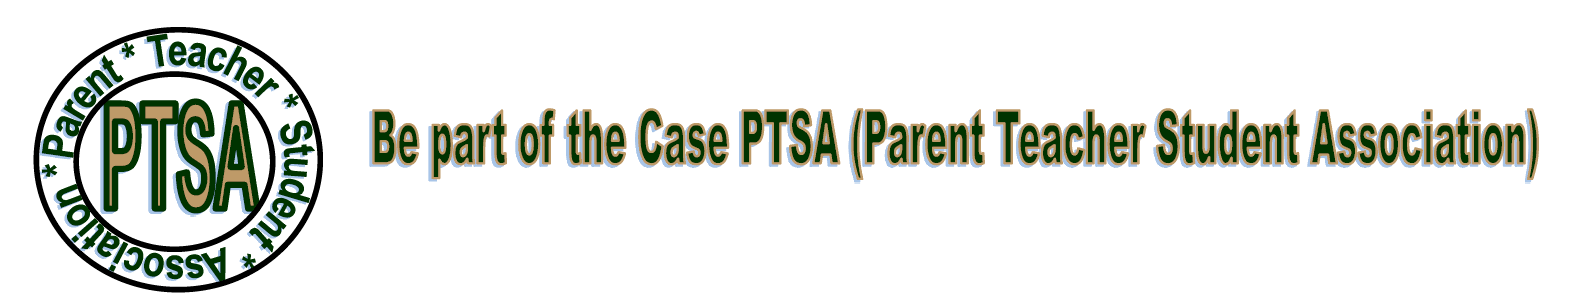 * Parent * Teacher * Student * Association
PTSA
Be part of the Case PTSA (Parent Teacher Student Association)